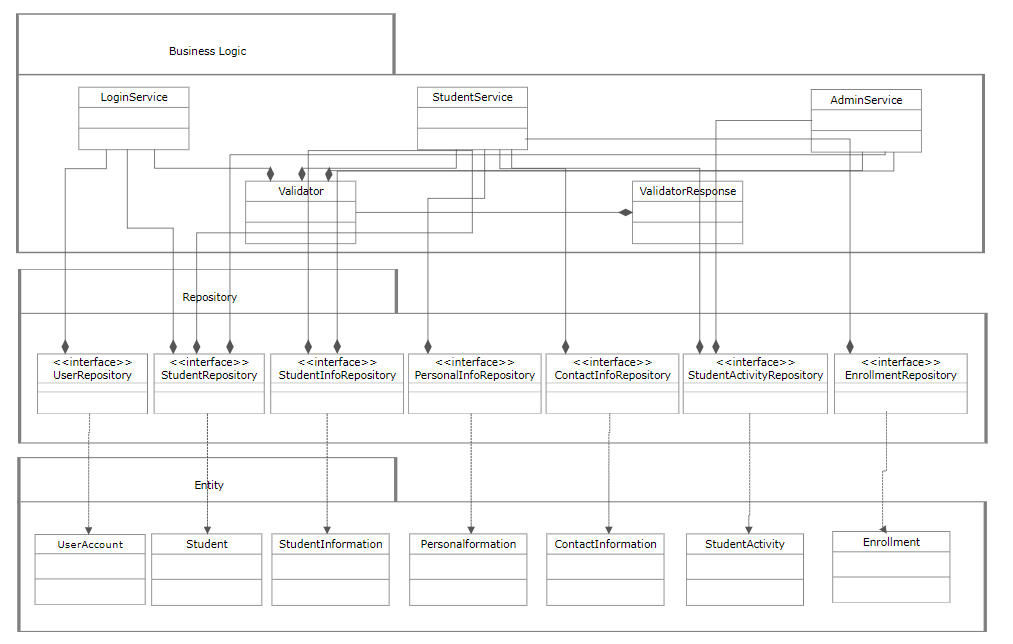 Business Logic
LoginService
StudentService
AdminService
Validator
ValidatorResponse
Repository
<<interface>>
UserRepository
<<interface>>
StudentRepository
<<interface>>
StudentInfoRepository
<<interface>>
PersonalInfoRepository
<<interface>>
ContactInfoRepository
<<interface>>
StudentActivityRepository
<<interface>>
EnrollmentRepository
Entity
UserAccount
Student
StudentInformation
Personalformation
ContactInformation
StudentActivity
Enrollment